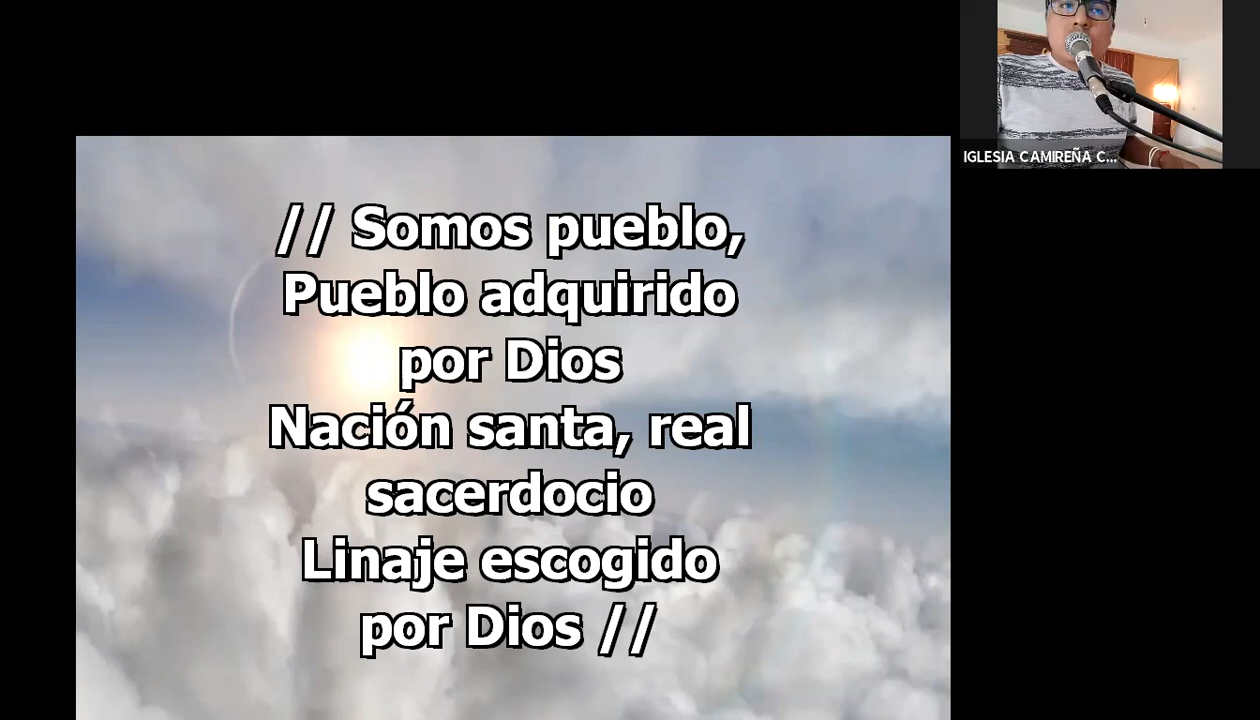 // Somos pueblo,
Pueblo adquirido
por Dios
Nación santa, real
sacerdocio
Linaje escogido
por Dios //
IGLESIA CAMIREÑA C...